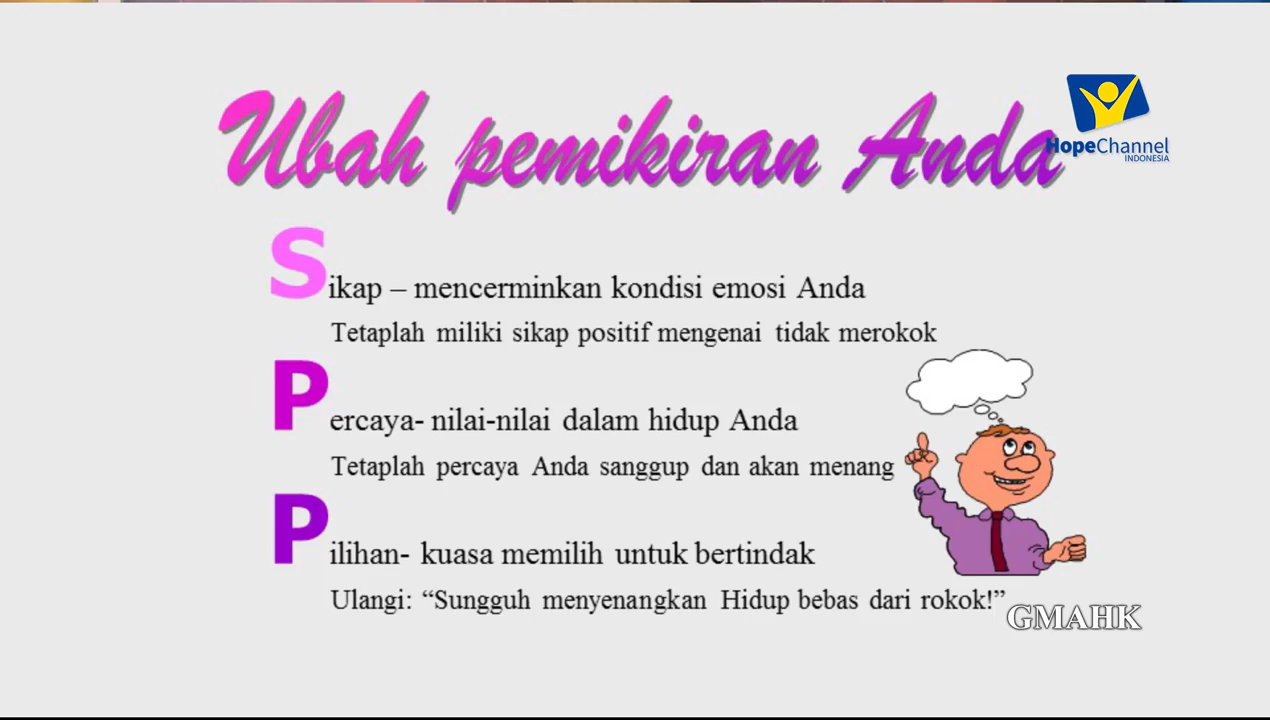 Ubah pemikiran Anda
HopeChannel
INDONESIA
Sikap – mencerminkan kondisi emosi Anda
Tetaplah miliki sikap positif mengenai tidak merokok
Percaya- nilai-nilai dalam hidup Anda
Tetaplah percaya Anda sanggup dan akan menang
Pilihan- kuasa memilih untuk bertindak
Ulangi: “Sungguh menyenangkan Hidup bebas dari rokok!”
GMAHK